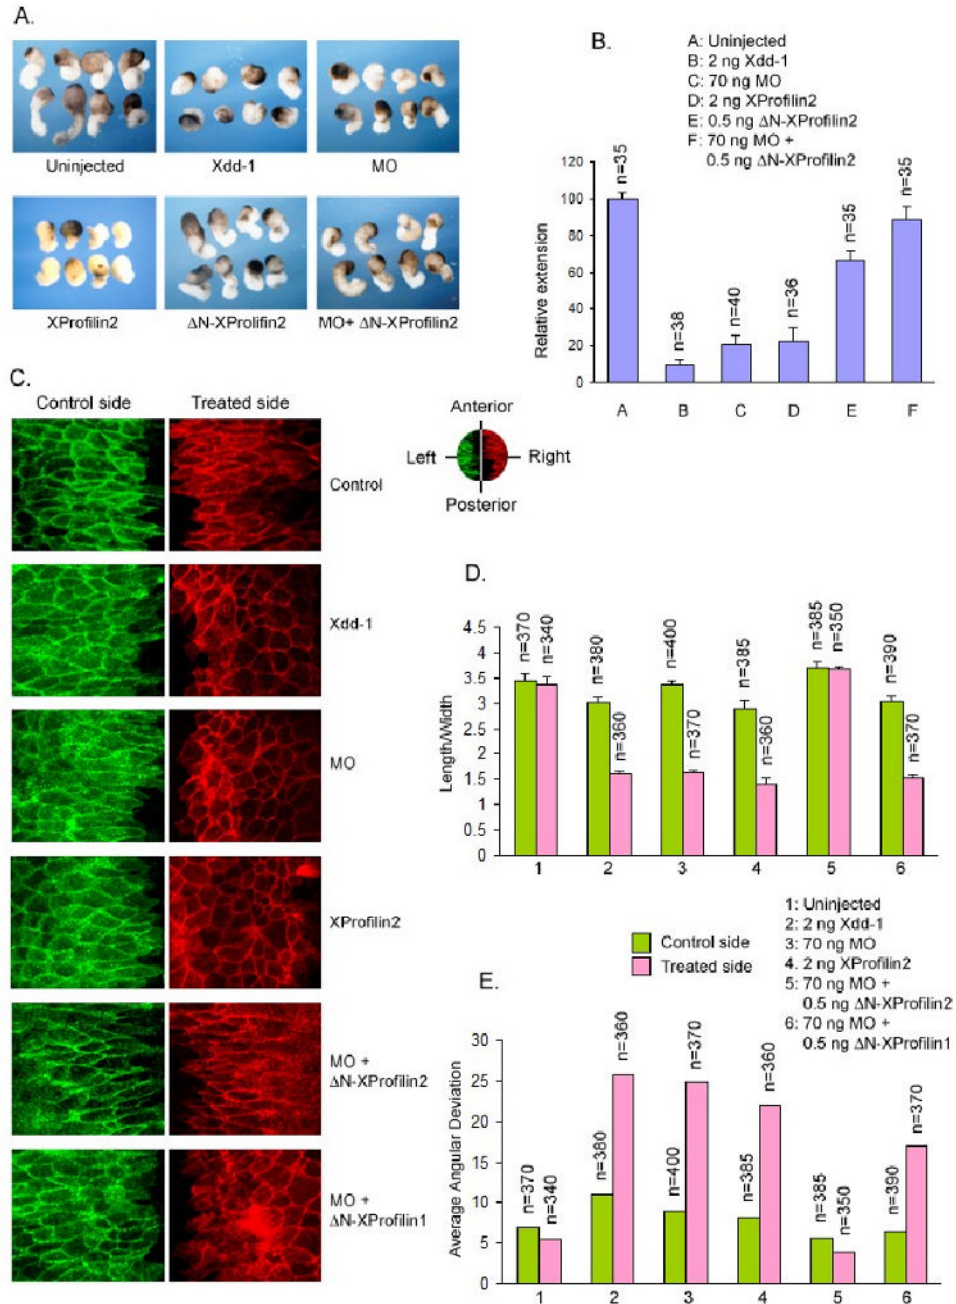 A.
Uninjected
Xdd-1
MO
XProfilin2
ΔN-XProlifin2
MO+ ΔN-XProfilin2
B.
A: Uninjected
B: 2 ng Xdd-1
C: 70 ng MO
D: 2 ng XProfilin2
E: 0.5 ng ΔN-XProfilin2
F: 70 ng MO +
0.5 ng ΔN-XProfilin2
Relative extension
120
100
80
60
40
20
0
n=35
n=38
n=40
n=36
n=35
n=35
A B C D E F
C.
Control side
Treated side
Control
Xdd-1
MO
XProfilin2
MO +
ΔN-XProfilin2
MO +
ΔN-XProfilin1
Anterior
Left
Right
Posterior
D.
Length/Width
4.5
4
3.5
3
2.5
2
1.5
1
0.5
0
n=370
n=340
n=380
n=360
n=400
n=370
n=385
n=360
n=385
n=350
n=390
n=370
1 2 3 4 5 6
1: Uninjected
2: 2 ng Xdd-1
3: 70 ng MO
4. 2 ng XProfilin2
5: 70 ng MO +
0.5 ng ΔN-XProfilin2
6: 70 ng MO +
0.5 ng ΔN-XProfilin1
Control side
Treated side
E.
Average Angular Deviation
30
25
20
15
10
5
0
n=370
n=340
n=380
n=360
n=400
n=370
n=385
n=360
n=385
n=350
n=390
n=370
1 2 3 4 5 6